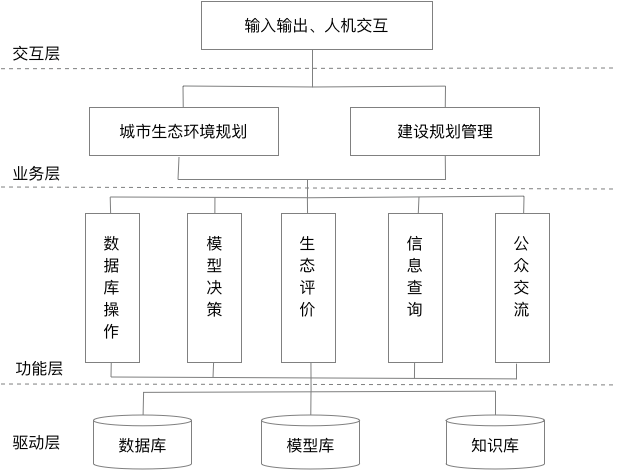 输入输出、人机交互
交互层
城市生态环境规划
建设规划管理
业务层
数据库操作
模型决策
生态评价
信息查询
公众交流
功能层
数据库
模型库
知识库
驱动层